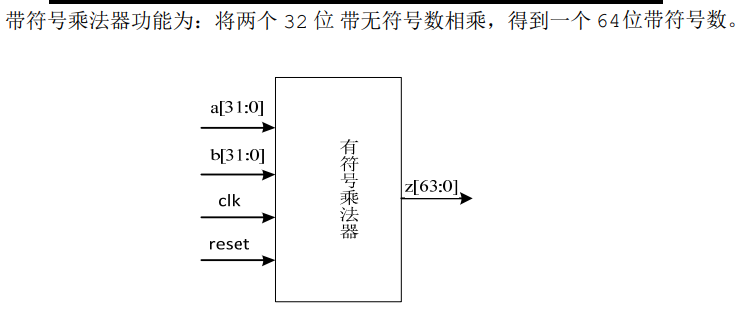 带符号乘法器功能为：将两个 32 位 带无符号数相乘，得到一个 64位带符号数。
a[31:0]
b[31:0]
clk
reset
有符号乘法器
z[63:0]